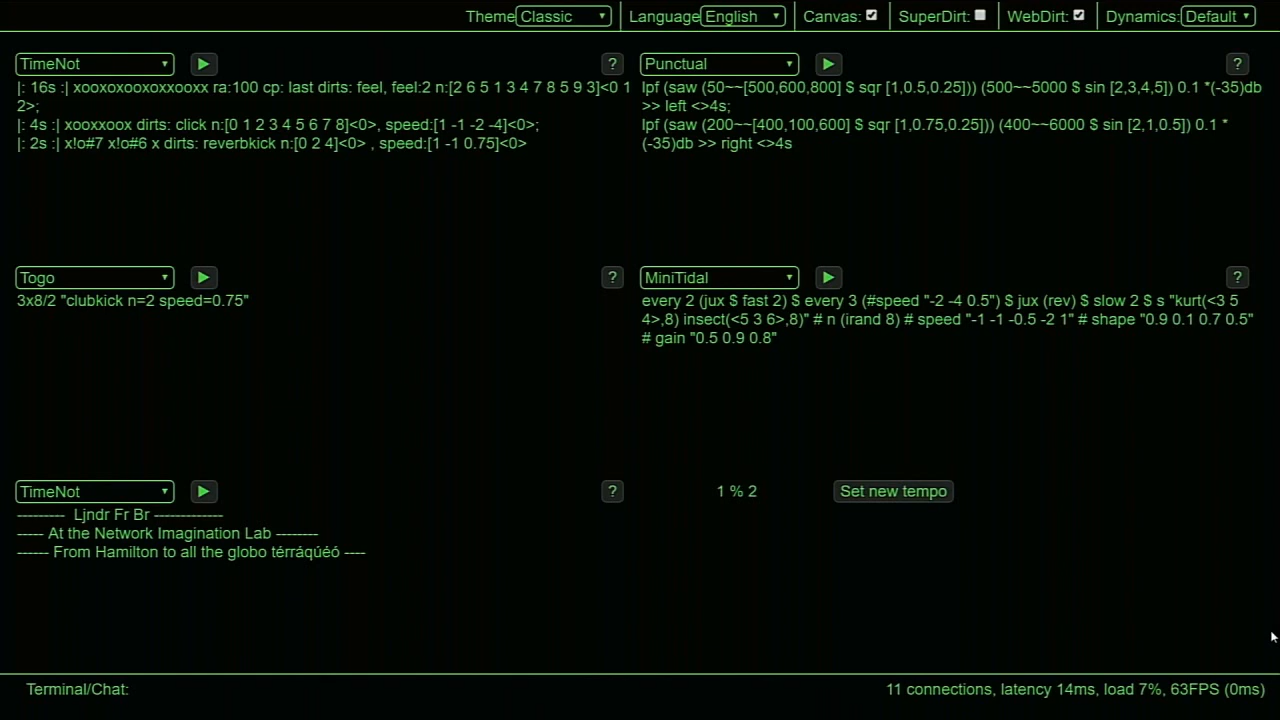 Theme Classic Language English Canvas: SuperDirt: WebDirt: Dynamics: Default
TimeNot ?
|: 16s :| xooxoxooxoxxooxx ra:100 cp: last dirts: feel, feel:2 n:[2 6 5 1 3 4 7 8 5 9 3]<0 1
2>;
|: 4s :| xooxxoox dirts: click n:[0 1 2 3 4 5 6 7 8]<0>, speed:[1 -1 -2 -4]<0>;
|: 2s :| x!o#7 x!o#6 x dirts: reverbkick n:[0 2 4]<0> , speed:[1 -1 0.75]<0>
Punctual ?
lpf (saw (50~~[500,600,800] $ sqr [1,0.5,0.25])) (500~~5000 $ sin [2,3,4,5]) 0.1 *(-35)db
>> left <>4s;
lpf (saw (200~~[400,100,600] $ sqr [1,0.75,0.25])) (400~~6000 $ sin [2,1,0.5]) 0.1 *
(-35)db >> right <>4s
Togo ?
3x8/2 "clubkick n=2 speed=0.75"
MiniTidal ?
every 2 (jux $ fast 2) $ every 3 (#speed "-2 -4 0.5") $ jux (rev) $ slow 2 $ s "kurt(<3 5
4>,8) insect(<5 3 6>,8)" # n (irand 8) # speed "-1 -1 -0.5 -2 1" # shape "0.9 0.1 0.7 0.5"
# gain "0.5 0.9 0.8"
TimeNot ?
--------- Ljndr Fr Br -------------
----- At the Network Imagination Lab --------
------ From Hamilton to all the globo térráqúéó ----
1 % 2 Set new tempo
Terminal/Chat: 11 connections, latency 14ms, load 7%, 63FPS (0ms)